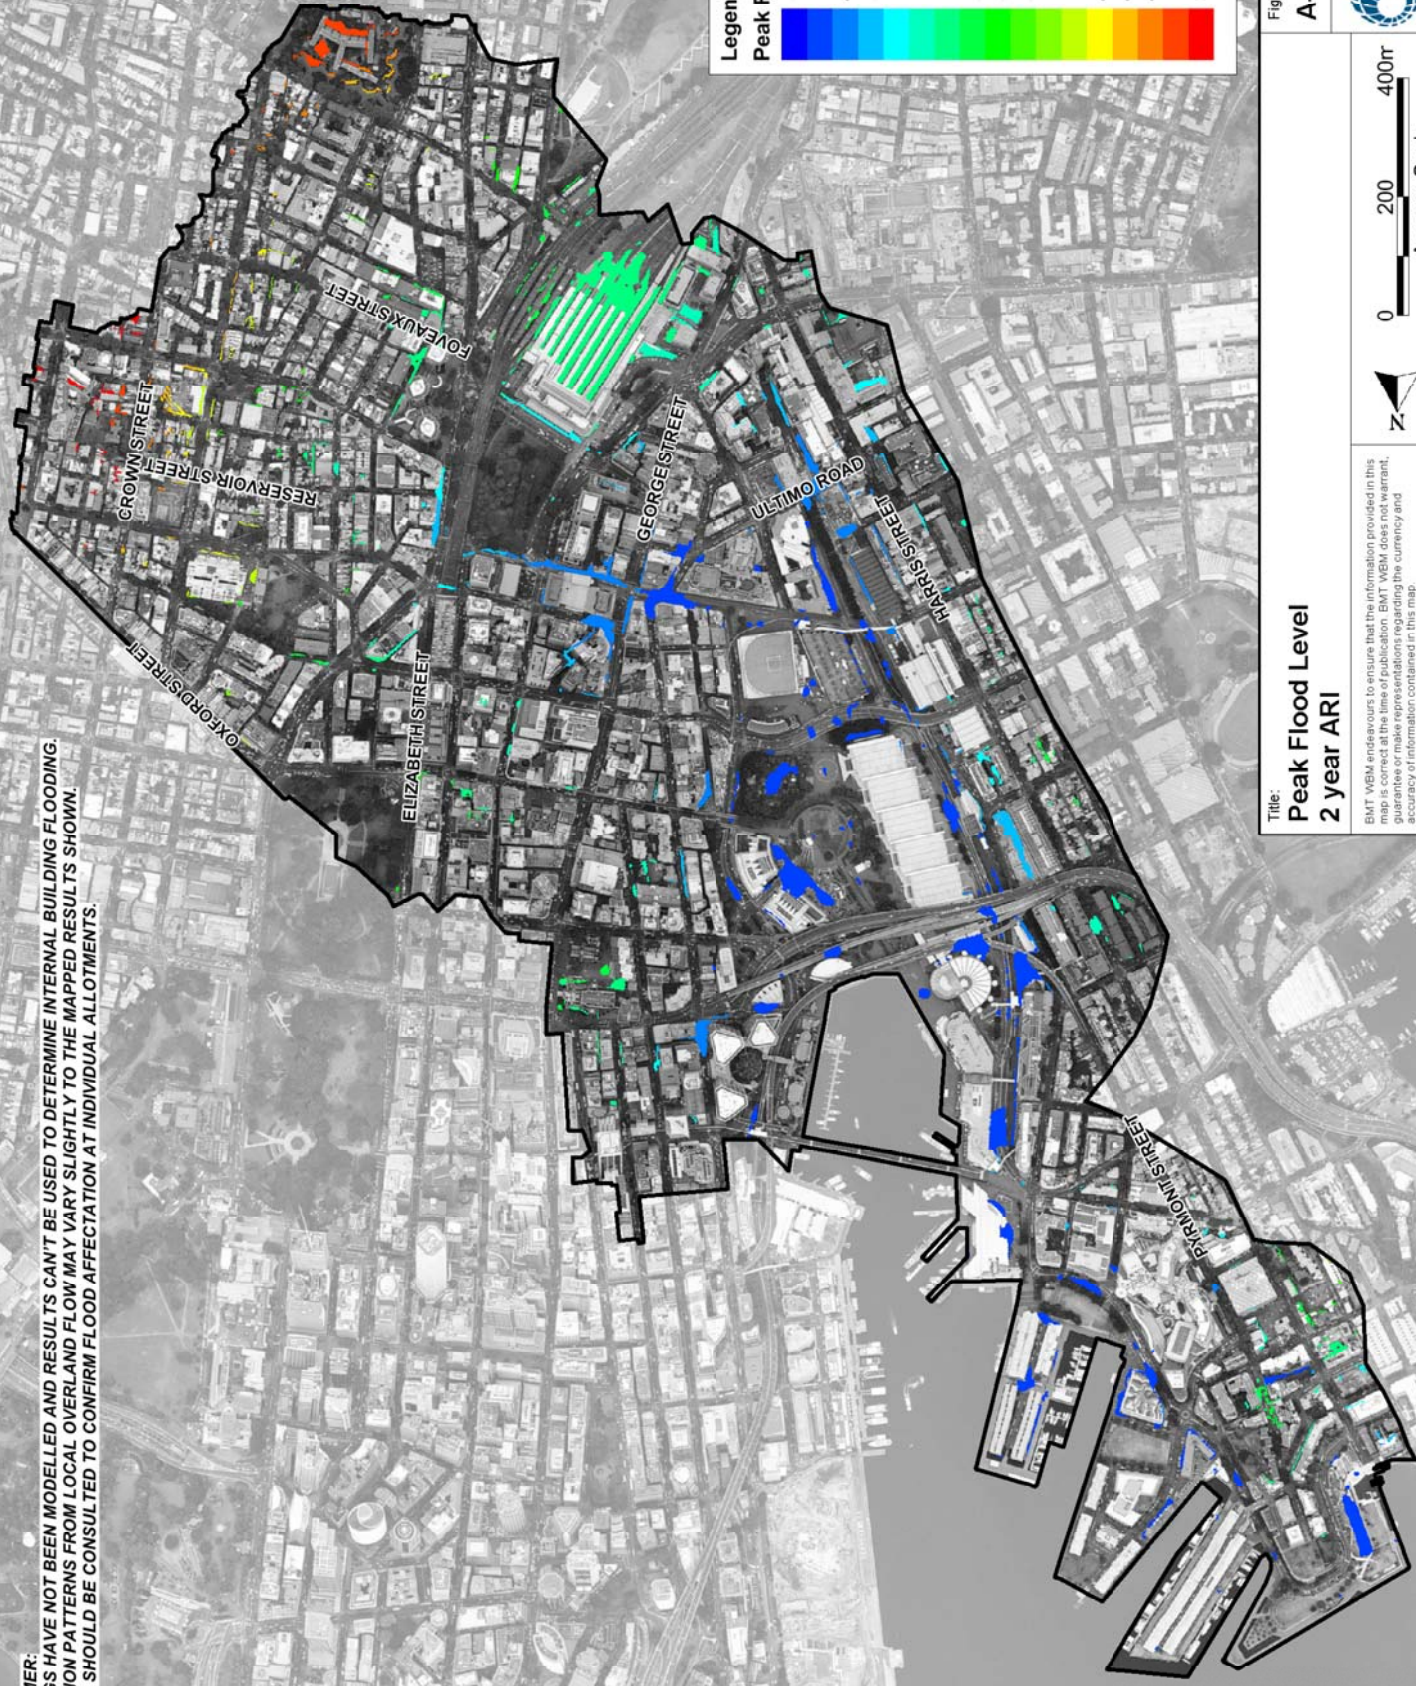 MER:
GS HAVE NOT BEEN MODELLED AND RESULTS CAN'T BE USED TO DETERMINE INTERNAL BUILDING FLOODING.
ION PATTERNS FROM LOCAL OVERLAND FLOW MAY VARY SLIGHTLY TO THE MAPPED RESULTS SHOWN.
SHOULD BE CONSULTED TO CONFIRM FLOOD AFFECTATION AT INDIVIDUAL ALLOTMENTS.
OXFORD STREET
CROWN STREET
RESERVOIR STREET
FOVEAUX STREET
ELIZABETH STREET
GEORGE STREET
ULTIMO ROAD
HARRIS STREET
PYRMONT STREET
Legen
Peak F
Title:
Peak Flood Level
2 year ARI
Fig
A-
BMT WBM endeavours to ensure that the information provided in this
map is correct at the time of publication. BMT WBM does not warrant,
guarantee or make representations regarding the currency and
accuracy of information contained in this map.
N
0 200 400m